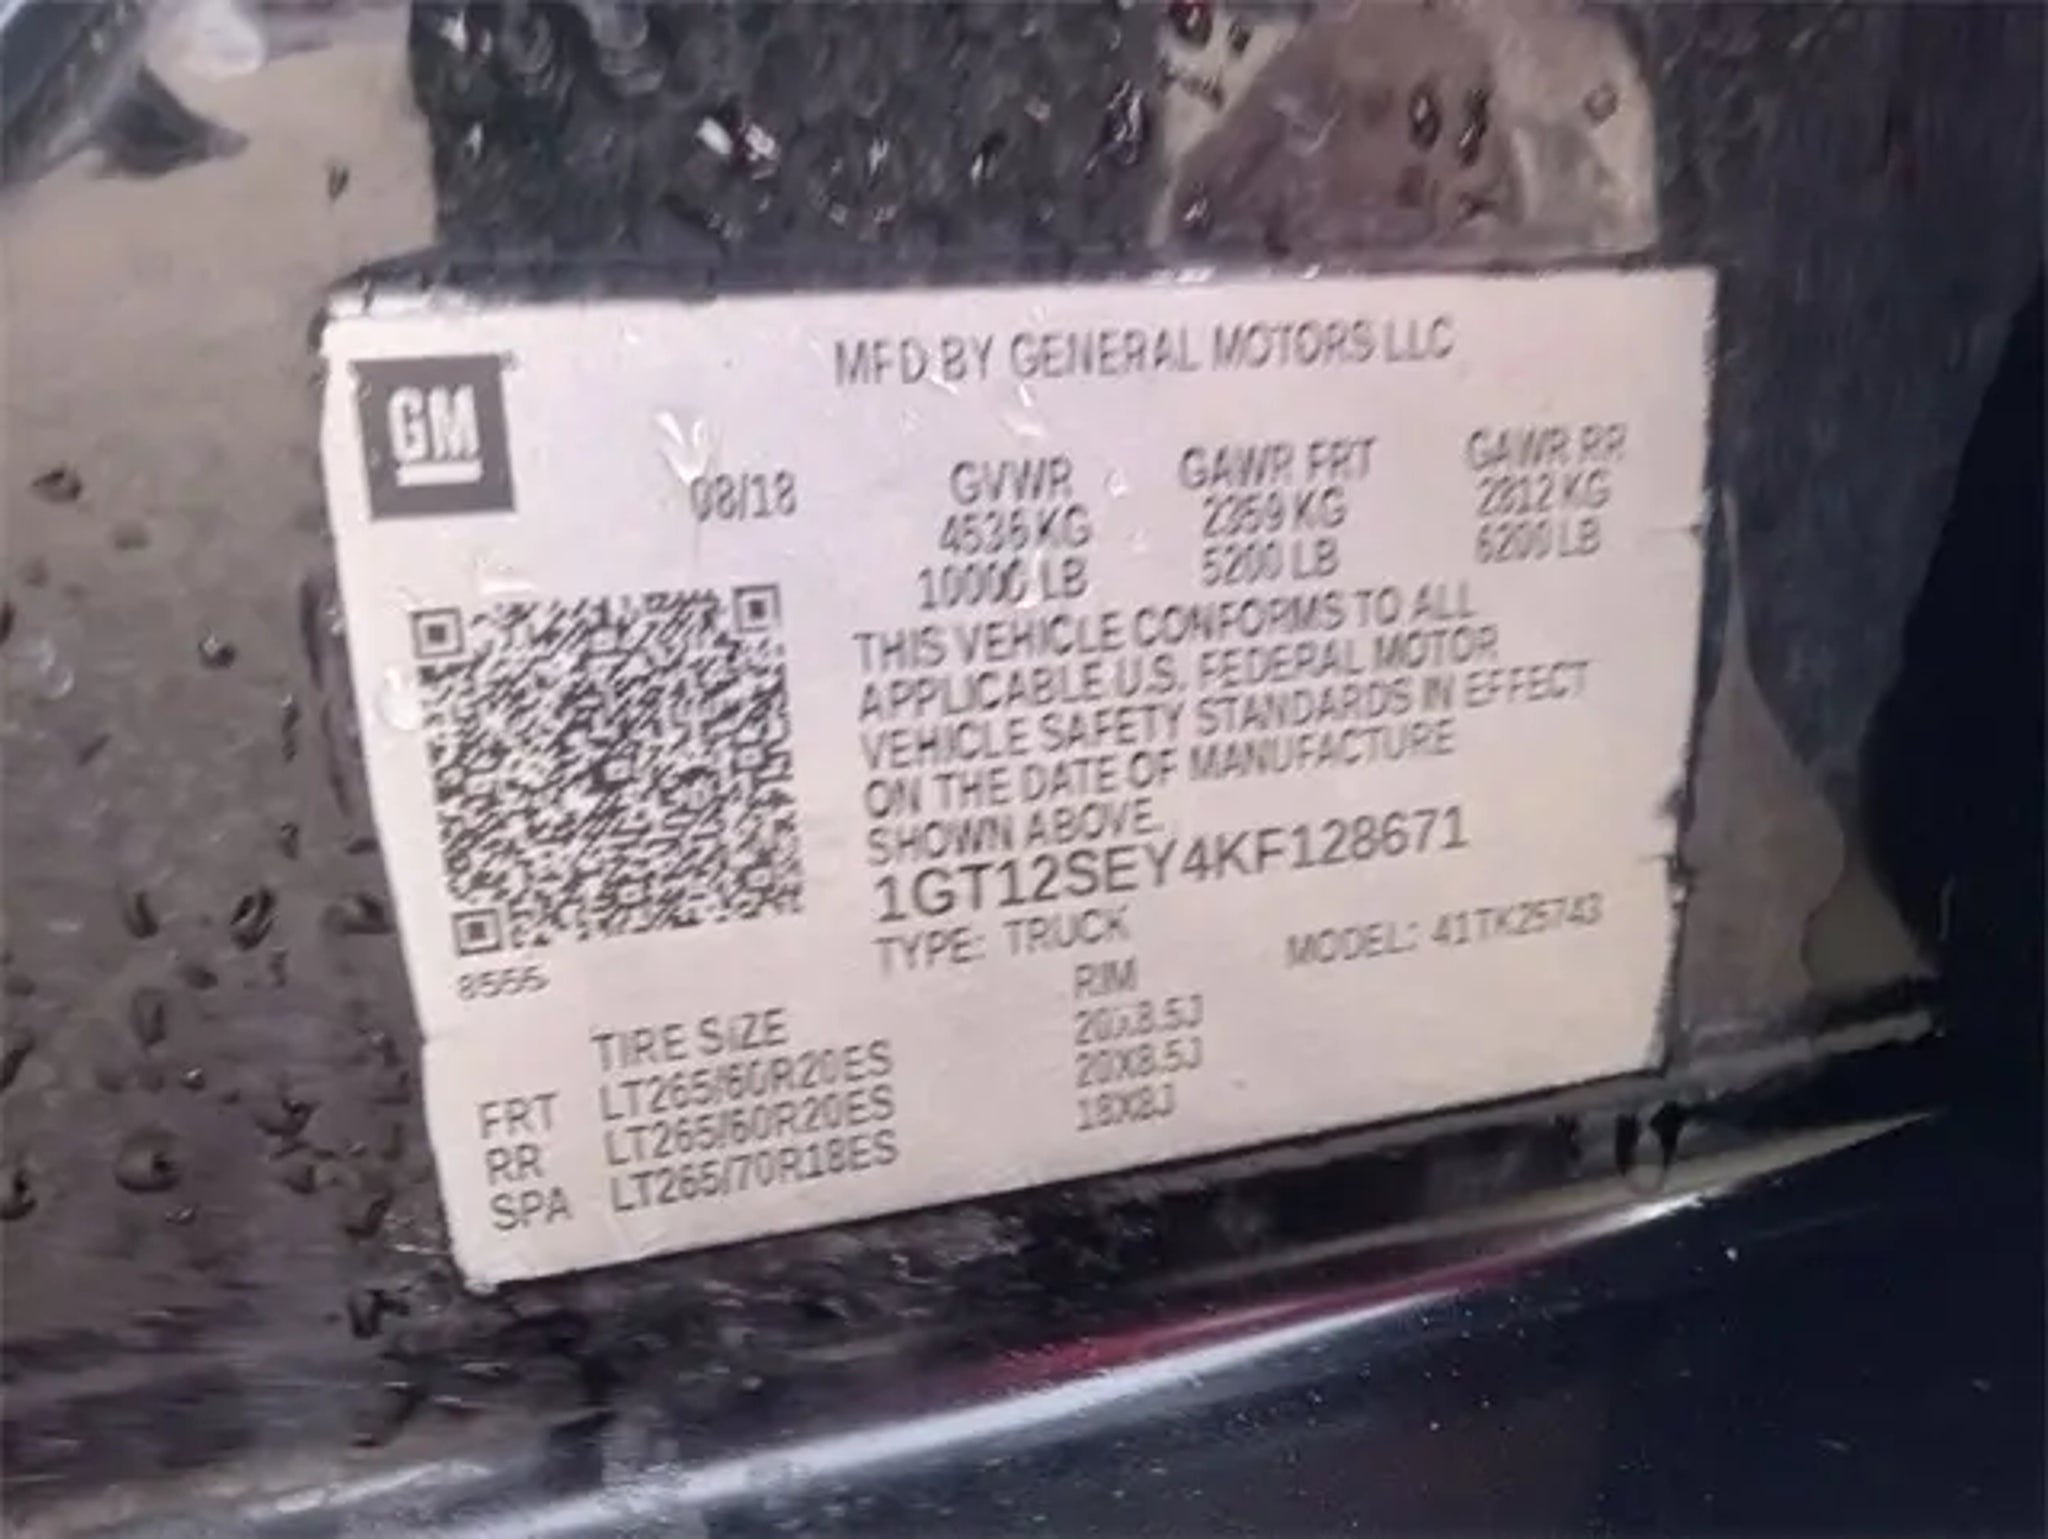 MFD BY GENERAL MOTORS LLC
GM
08/18
GVWR GAWR FRT GAWR RR
4536 KG 2359 KG 2812 KG
10000 LB 5200 LB 6200 LB
THIS VEHICLE CONFORMS TO ALL
APPLICABLE U.S. FEDERAL MOTOR
VEHICLE SAFETY STANDARDS IN EFFECT
ON THE DATE OF MANUFACTURE
SHOWN ABOVE.
1GT12SEY4KF128671
TYPE: TRUCK MODEL: 41TK25743
8555
TIRE SIZE RIM
FRT LT265/60R20ES 20X8.5J
RR LT265/60R20ES 20X8.5J
SPA LT265/70R18ES 18X8J